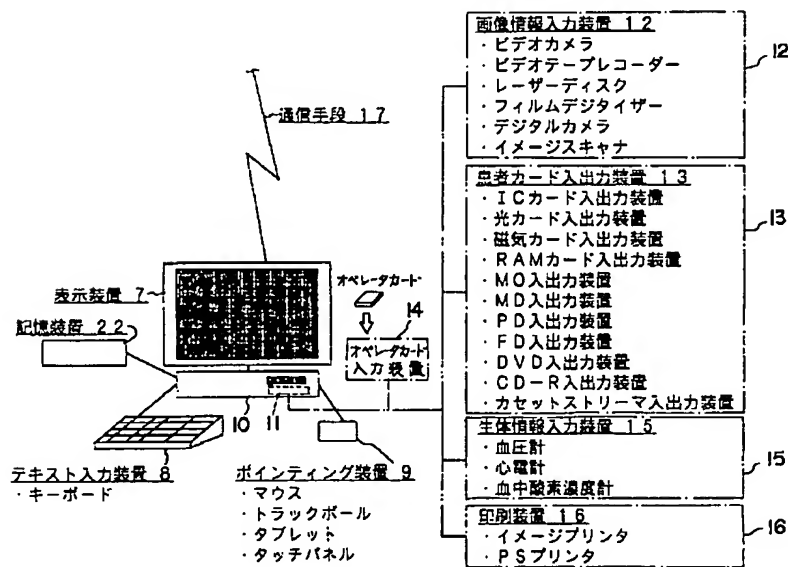 通信手段 17
表示装置 7
記憶装置 22
オペレータカード
14
オペレータカード
入力装置
10
11
8
9
テキスト入力装置 8
・キーボード
ポインティング装置 9
・マウス
・トラックボール
・タブレット
・タッチパネル
画像情報入力装置 12
・ビデオカメラ
・ビデオテープレコーダー
・レーザーディスク
・フィルムデジタイザー
・デジタルカメラ
・イメージスキャナ
12
患者カード入出力装置 13
・ICカード入出力装置
・光カード入出力装置
・磁気カード入出力装置
・RAMカード入出力装置
・MO入出力装置
・MD入出力装置
・PD入出力装置
・FD入出力装置
・DVD入出力装置
・CD-R入出力装置
・カセットストリーマ入出力装置
13
生体情報入力装置 15
・血圧計
・心電計
・血中酸素濃度計
15
印刷装置 16
・イメージプリンタ
・PSプリンタ
16